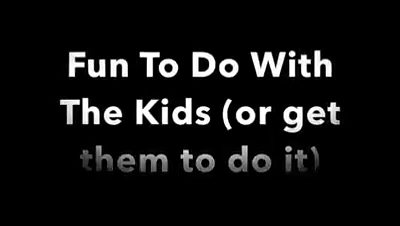 Fun To Do With
The Kids (or get
them to do it)